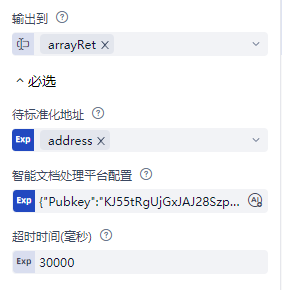 输出到
arrayRet
必选
待标准化地址
Exp address
智能文档处理平台配置
Exp {"Pubkey":"KJ55tRgUjGxJAJ28Szp...
超时时间(毫秒)
Exp 30000